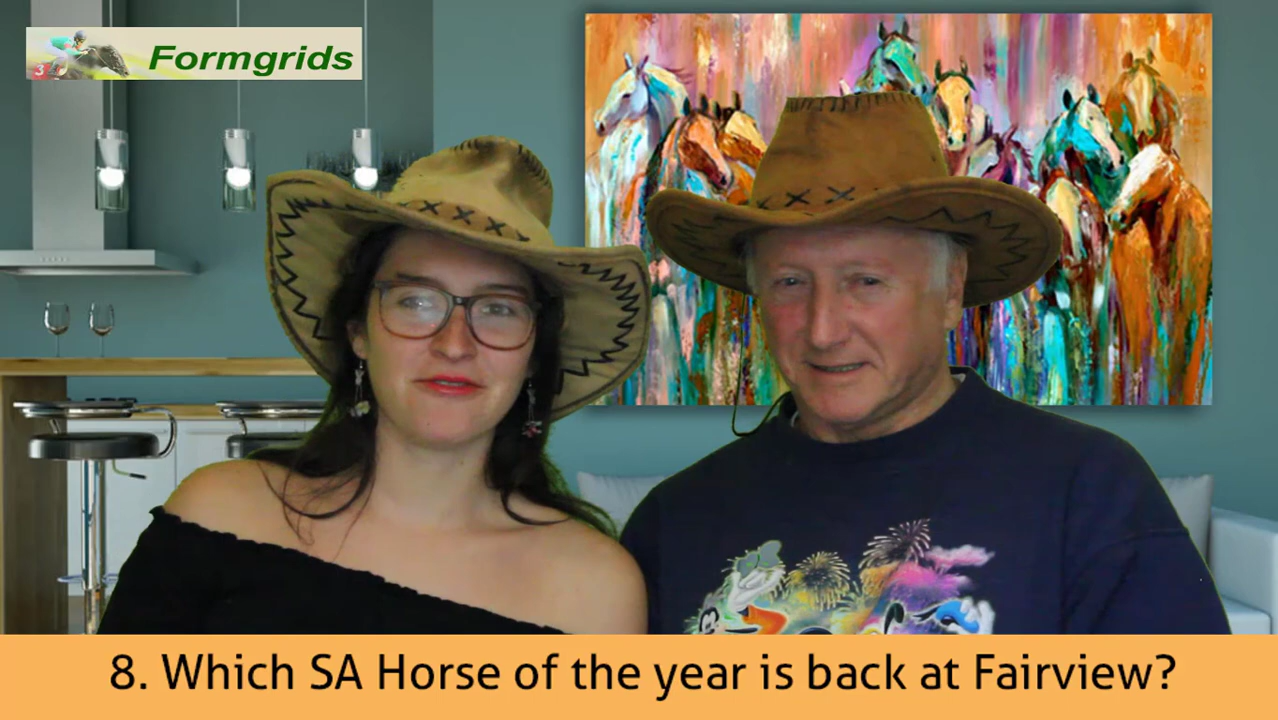 Formgrids
8. Which SA Horse of the year is back at Fairview?